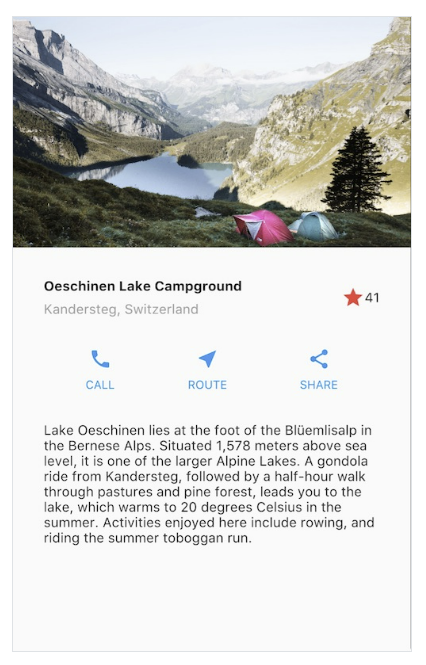 Oeschinen Lake Campground
Kandersteg, Switzerland
41
CALL
ROUTE
SHARE
Lake Oeschinen lies at the foot of the Blüemlisalp in
the Bernese Alps. Situated 1,578 meters above sea
level, it is one of the larger Alpine Lakes. A gondola
ride from Kandersteg, followed by a half-hour walk
through pastures and pine forest, leads you to the
lake, which warms to 20 degrees Celsius in the
summer. Activities enjoyed here include rowing, and
riding the summer toboggan run.